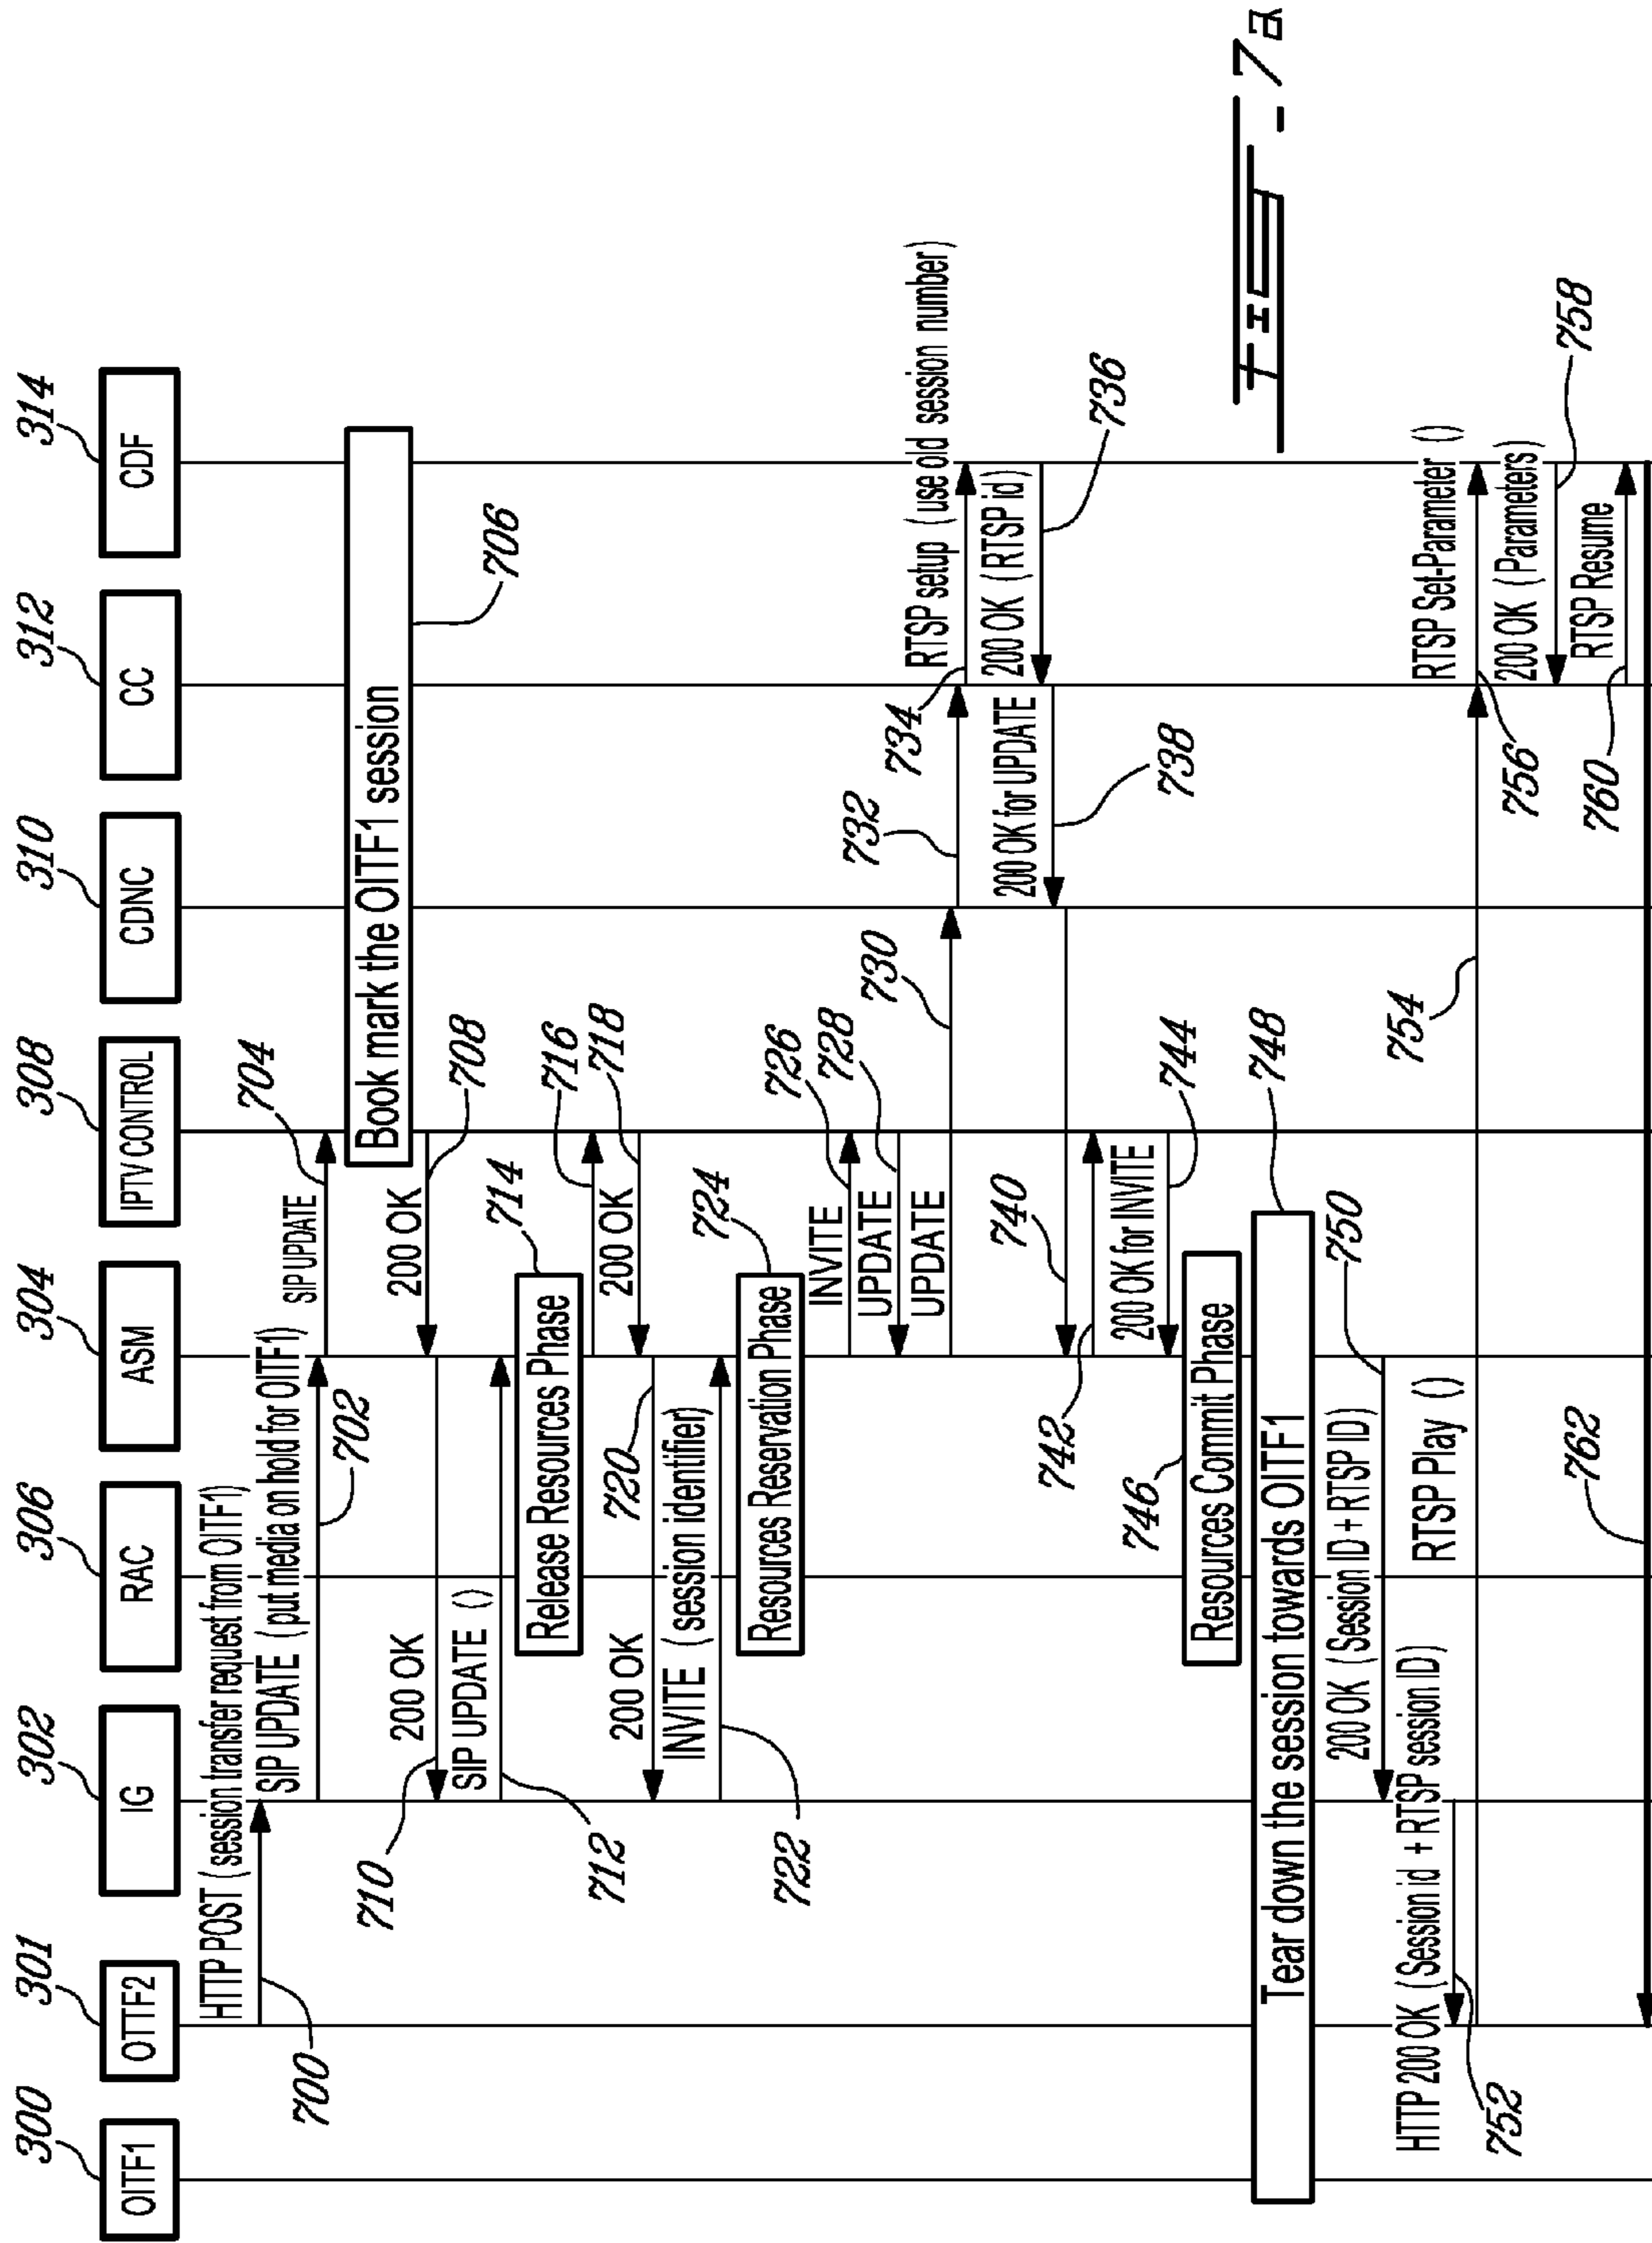 300
301
302
306
304
308
310
312
314
OITF1
OTTF2
IG
RAC
ASM
IPTV CONTROL
CDNC
CC
CDF
HTTP POST (session transfer request from OITF1)
700
SIP UPDATE (put media on hold for OITF1)
702
SIP UPDATE
704
Book mark the OITF1 session
706
200 OK
708
200 OK
710
SIP UPDATE ()
712
Release Resources Phase
714
716
200 OK
718
200 OK
720
INVITE (session identifier)
722
Resources Reservation Phase
724
INVITE
726
UPDATE
728
UPDATE
730
732
RTSP setup (use old session number)
734
200 OK (RTSP id)
736
200 OK for UPDATE
738
740
742
200 OK for INVITE
744
Resources Commit Phase
746
Tear down the session towards OITF1
748
200 OK (Session ID + RTSP ID)
750
HTTP 200 OK (Session id + RTSP session ID)
752
RTSP Play ()
754
RTSP Set-Parameter ()
756
200 OK (Parameters)
758
RTSP Resume
760
762
FIG-7a